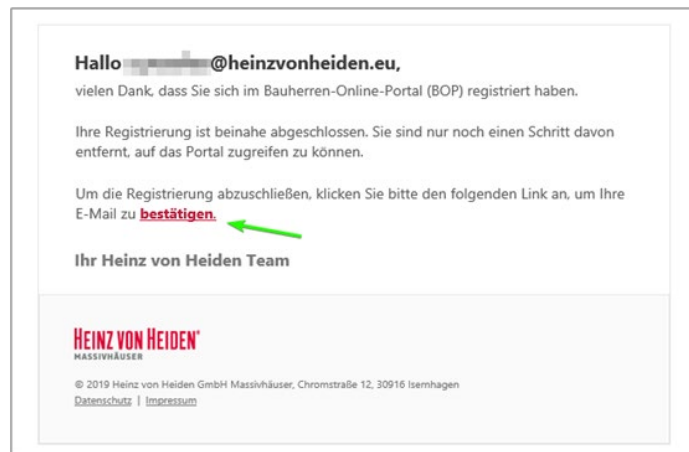 Hallo @heinzvonheiden.eu,
vielen Dank, dass Sie sich im Bauherren-Online-Portal (BOP) registriert haben.
Ihre Registrierung ist beinahe abgeschlossen. Sie sind nur noch einen Schritt davon
entfernt, auf das Portal zugreifen zu können.
Um die Registrierung abzuschließen, klicken Sie bitte den folgenden Link an, um Ihre
E-Mail zu bestätigen.
Ihr Heinz von Heiden Team
HEINZ VON HEIDEN®
MASSIVHÄUSER
© 2019 Heinz von Heiden GmbH Massivhäuser, Chromstraße 12, 30916 Isernhagen
Datenschutz | Impressum